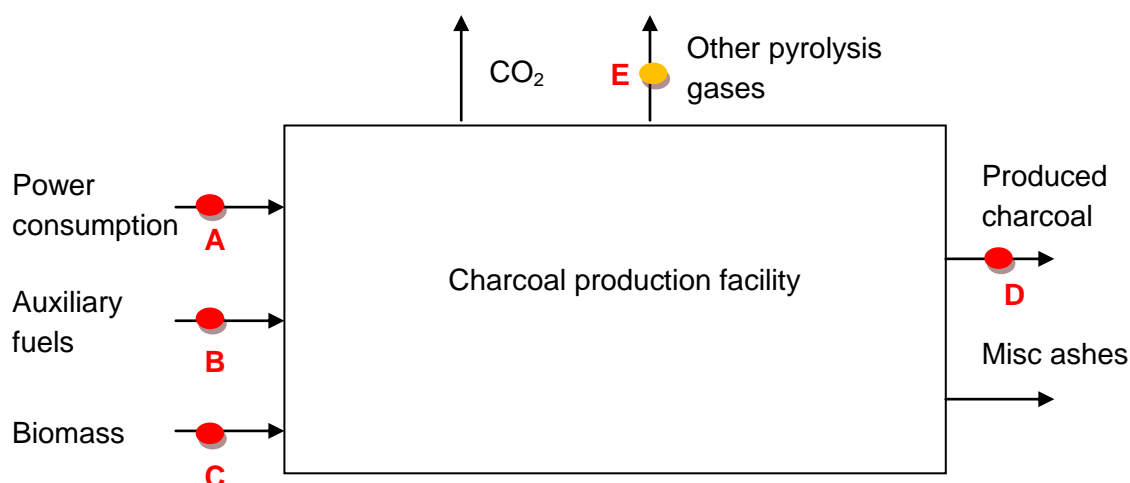 CO₂
E
Other pyrolysis
gases
Power
consumption
A
Auxiliary
fuels
B
Biomass
C
Charcoal production facility
Produced
charcoal
D
Misc ashes